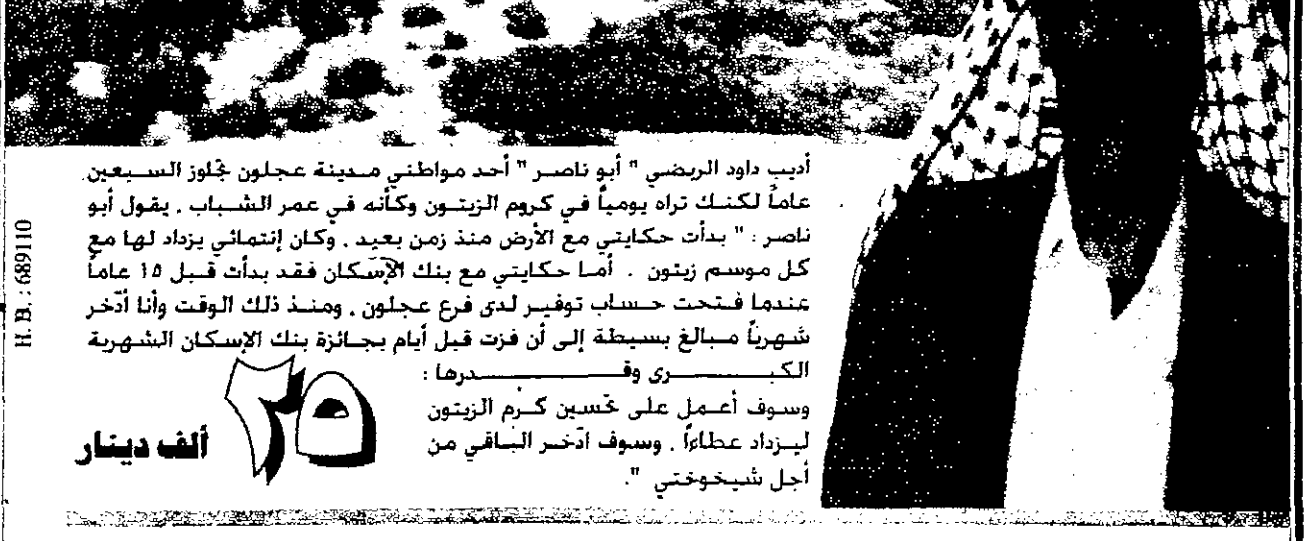 أديب داود الربضي " أبو ناصر " أحد مواطني مدينة عجلون تجاوز السبعين
عاماً لكنك تراه يومياً في كروم الزيتون وكأنه في عمر الشباب . يقول أبو
ناصر : " بدأت حكايتي مع الأرض منذ زمن بعيد . وكان إنتمائي يزداد لها مع
كل موسم زيتون . أما حكايتي مع بنك الإسكان فقد بدأت قبل ١٥ عاماً
عندما فتحت حساب توفير لدى فرع عجلون . ومنذ ذلك الوقت وأنا أدّخر
شهرياً مبالغ بسيطة إلى أن فزت قبل أيام بجائزة بنك الإسكان الشهرية
الكبـــــــرى وقـــــــــدرها :
٢٥ ألف دينار
وسوف أعمل على تحسين كرم الزيتون
ليزداد عطاءاً . وسوف ادّخر الباقي من
أجل شيخوختي ".
H.B.: 689110